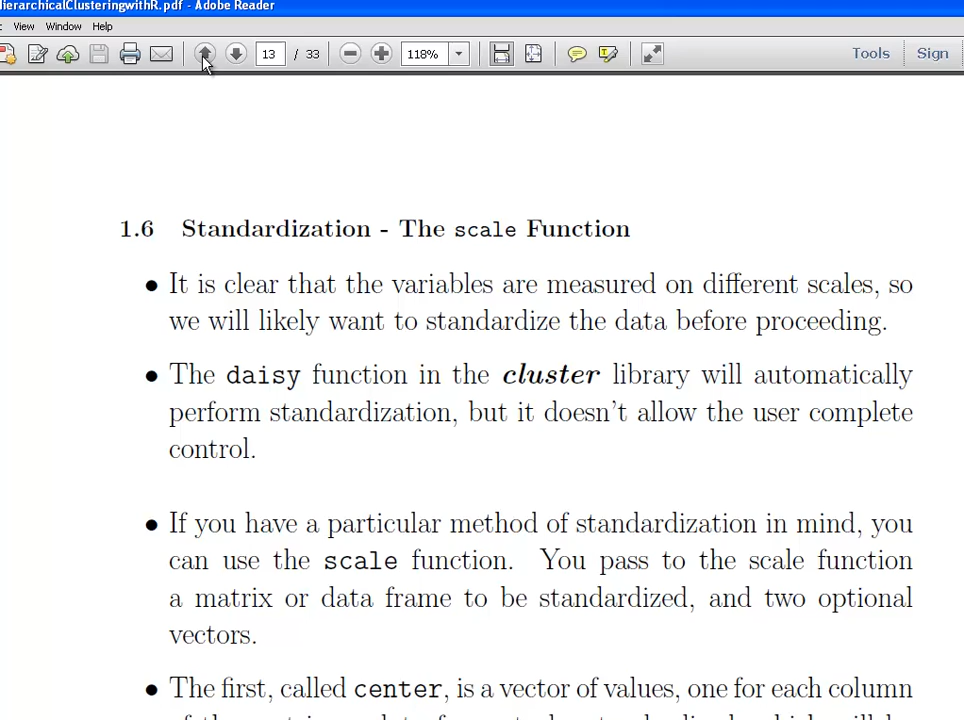 HierarchicalClusteringwithR.pdf - Adobe Reader
View Window Help
13 / 33 118% Tools Sign
1.6 Standardization - The scale Function
• It is clear that the variables are measured on different scales, so
we will likely want to standardize the data before proceeding.
• The daisy function in the cluster library will automatically
perform standardization, but it doesn't allow the user complete
control.
• If you have a particular method of standardization in mind, you
can use the scale function. You pass to the scale function
a matrix or data frame to be standardized, and two optional
vectors.
• The first, called center, is a vector of values, one for each column